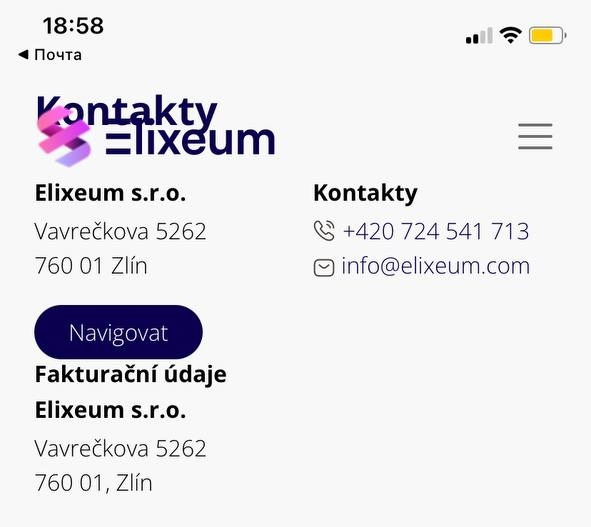 18:58
Почта
Kontakty
Elixeum
Elixeum s.r.o.
Vavrečkova 5262
760 01 Zlín
Kontakty
+420 724 541 713
info@elixeum.com
Navigovat
Fakturační údaje
Elixeum s.r.o.
Vavrečkova 5262
760 01, Zlín